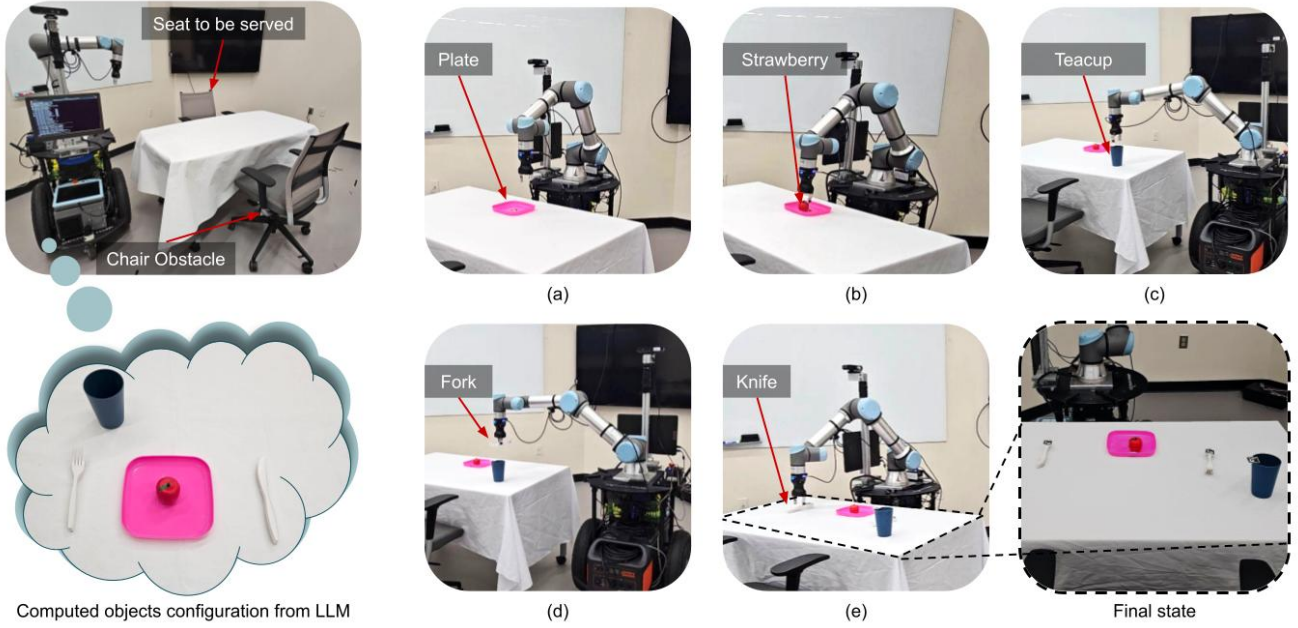 Seat to be served
Chair Obstacle
Plate
(a)
Strawberry
(b)
Teacup
(c)
Computed objects configuration from LLM
Fork
(d)
Knife
(e)
Final state